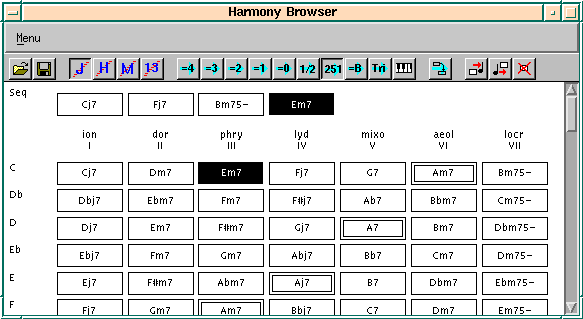 Harmony Browser
Menu
J H M 1-3 =4 =3 =2 =1 =0 1/2 251 =B Tri
Seq Cj7 Fj7 Bm75- Em7
ion dor phry lyd mixo aeol locr
I II III IV V VI VII
C Cj7 Dm7 Em7 Fj7 G7 Am7 Bm75-
Db Dbj7 Ebm7 Fm7 F#j7 Ab7 Bbm7 Cm75-
D Dj7 Em7 F#m7 Gj7 A7 Bm7 Dbm75-
Eb Ebj7 Fm7 Gm7 Abj7 Bb7 Cm7 Dm75-
E Ej7 F#m7 Abm7 Aj7 B7 Dbm7 Ebm75-
F Fj7 Gm7 Am7 Bbj7 C7 Dm7 Em75-